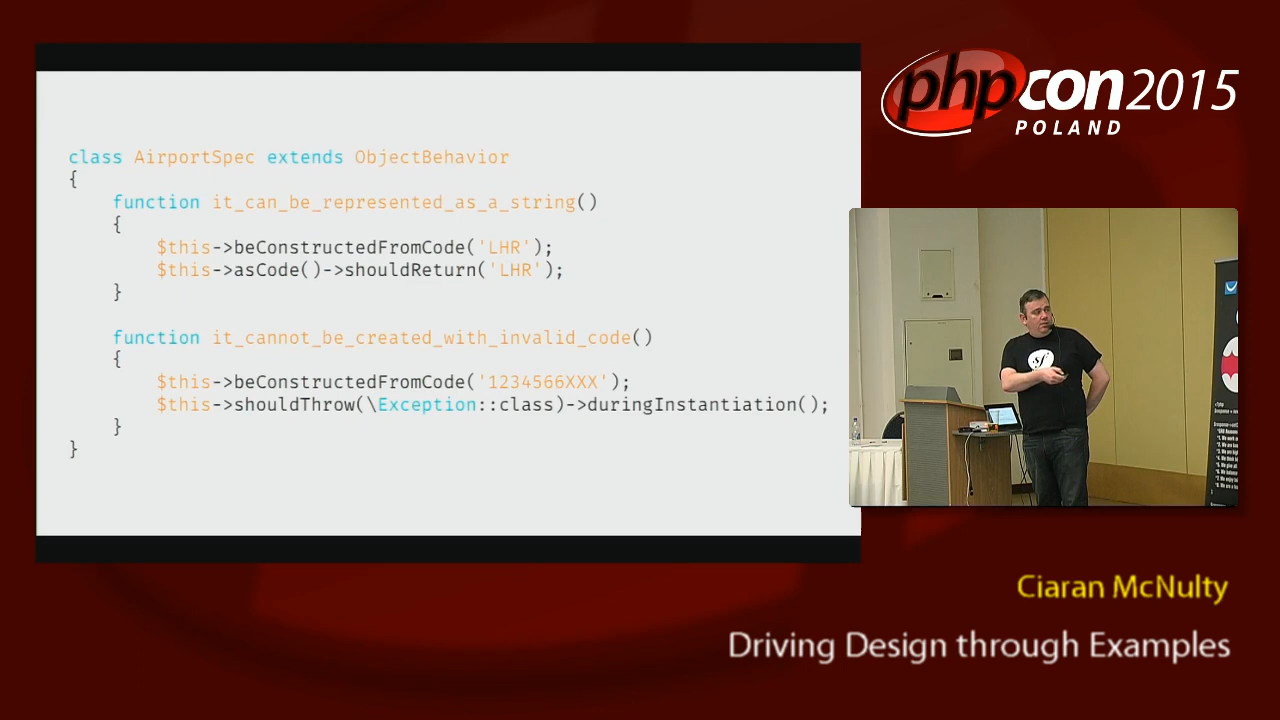 class AirportSpec extends ObjectBehavior
{
    function it_can_be_represented_as_a_string()
    {
        $this->beConstructedFromCode('LHR');
        $this->asCode()->shouldReturn('LHR');
    }

    function it_cannot_be_created_with_invalid_code()
    {
        $this->beConstructedFromCode('1234566XXX');
        $this->shouldThrow(\Exception::class)->duringInstantiation();
    }
}
phpcon2015
POLAND
sf
Ciaran McNulty
Driving Design through Examples